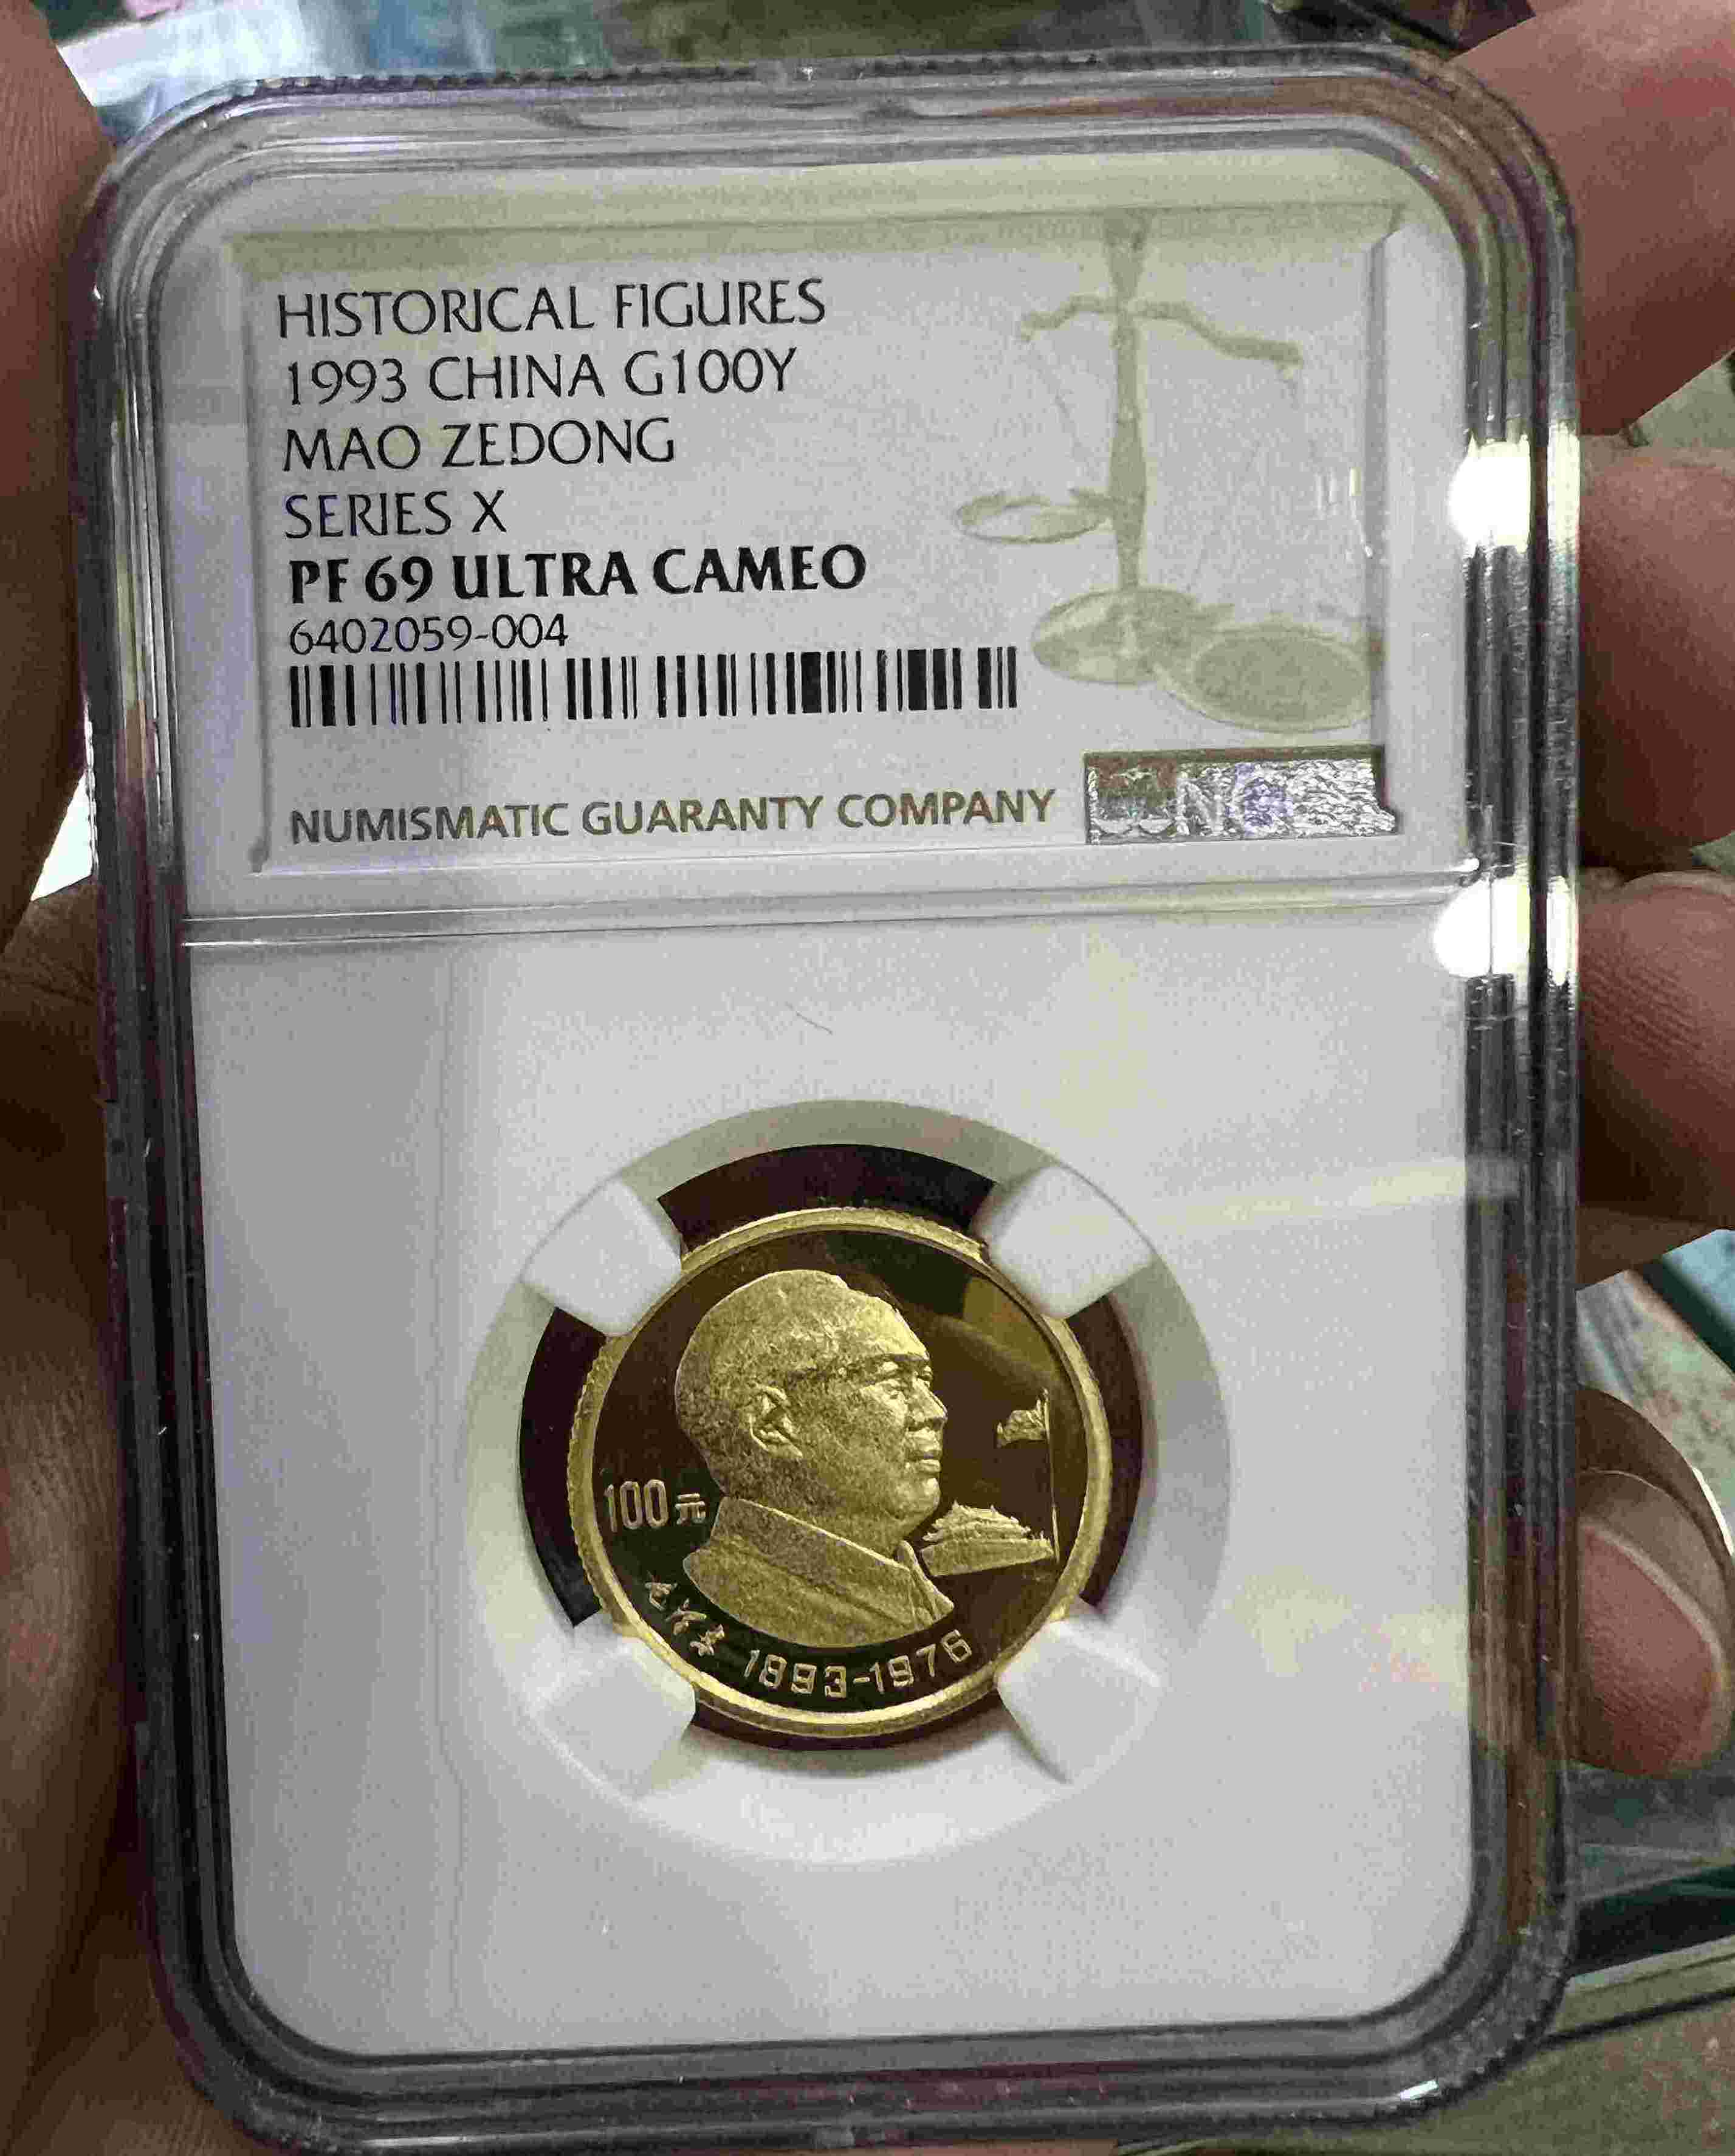 HISTORICAL FIGURES
1993 CHINA G100Y
MAO ZEDONG
SERIES X
PF 69 ULTRA CAMEO
6402059-004
NUMISMATIC GUARANTY COMPANY
100元
毛泽东 1893-1976